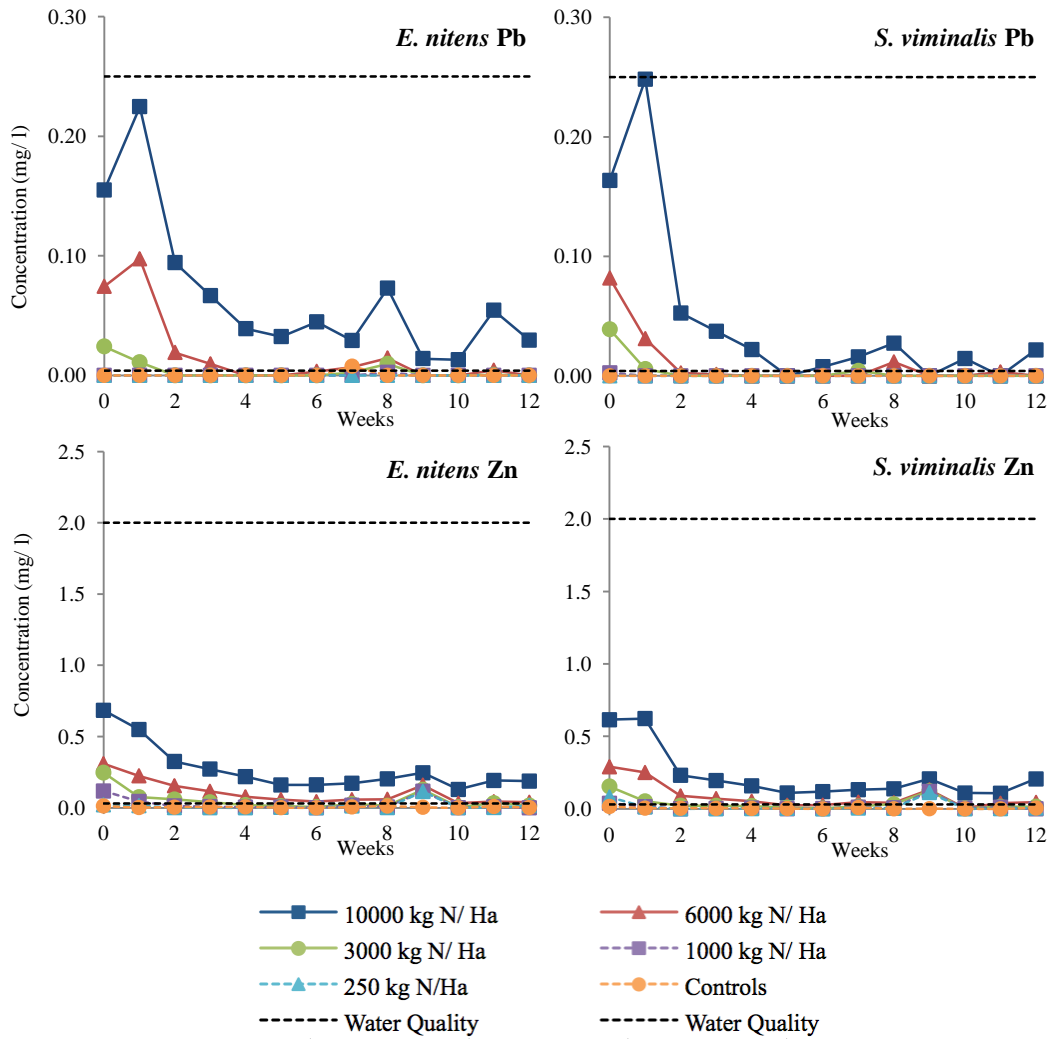 E. nitens Pb
Concentration (mg/ l)
0.30
0.20
0.10
0.00
0 2 4 6 8 10 12
Weeks
S. viminalis Pb
0.30
0.20
0.10
0.00
0 2 4 6 8 10 12
Weeks
E. nitens Zn
Concentration (mg/ l)
2.5
2.0
1.5
1.0
0.5
0.0
0 2 4 6 8 10 12
Weeks
S. viminalis Zn
2.5
2.0
1.5
1.0
0.5
0.0
0 2 4 6 8 10 12
Weeks
10000 kg N/ Ha
6000 kg N/ Ha
3000 kg N/ Ha
1000 kg N/ Ha
250 kg N/Ha
Controls
Water Quality
Water Quality